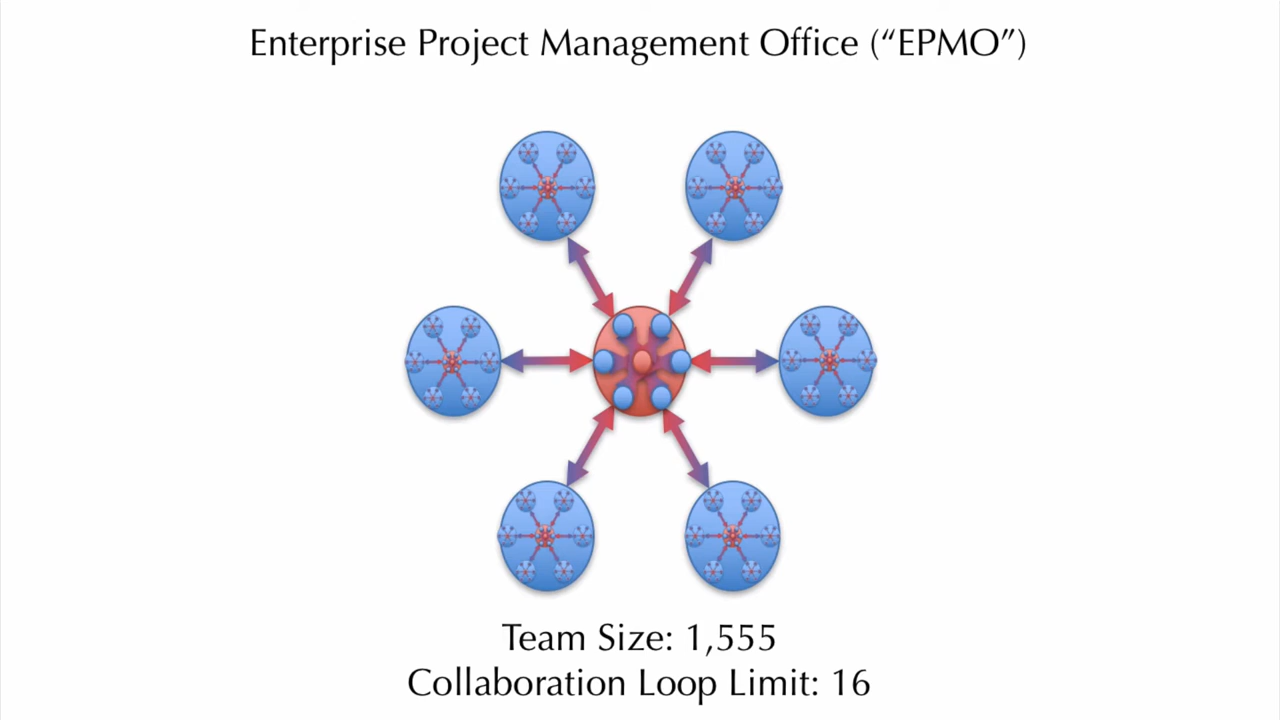 Enterprise Project Management Office (“EPMO”)
Team Size: 1,555
Collaboration Loop Limit: 16